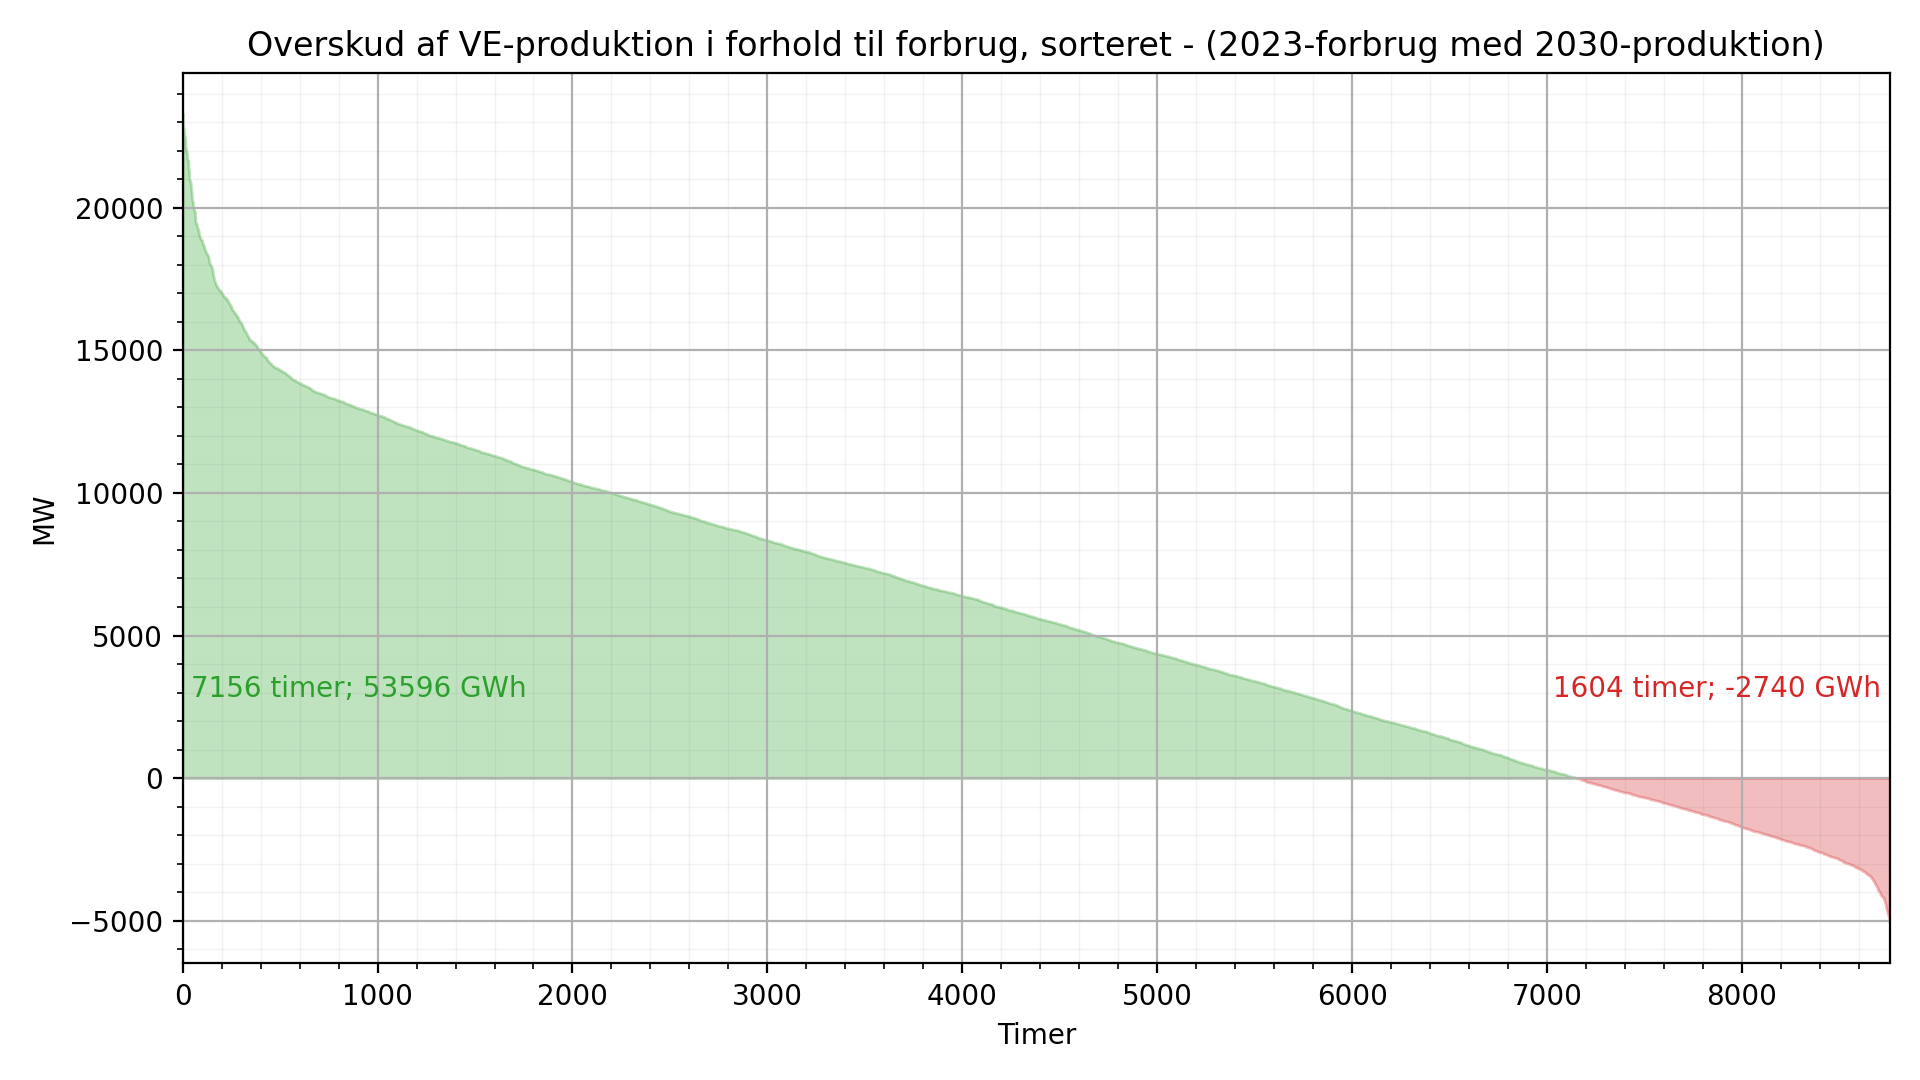 Overskud af VE-produktion i forhold til forbrug, sorteret - (2023-forbrug med 2030-produktion)
MW
20000
15000
10000
5000
0
−5000
7156 timer; 53596 GWh
1604 timer; -2740 GWh
0 1000 2000 3000 4000 5000 6000 7000 8000
Timer